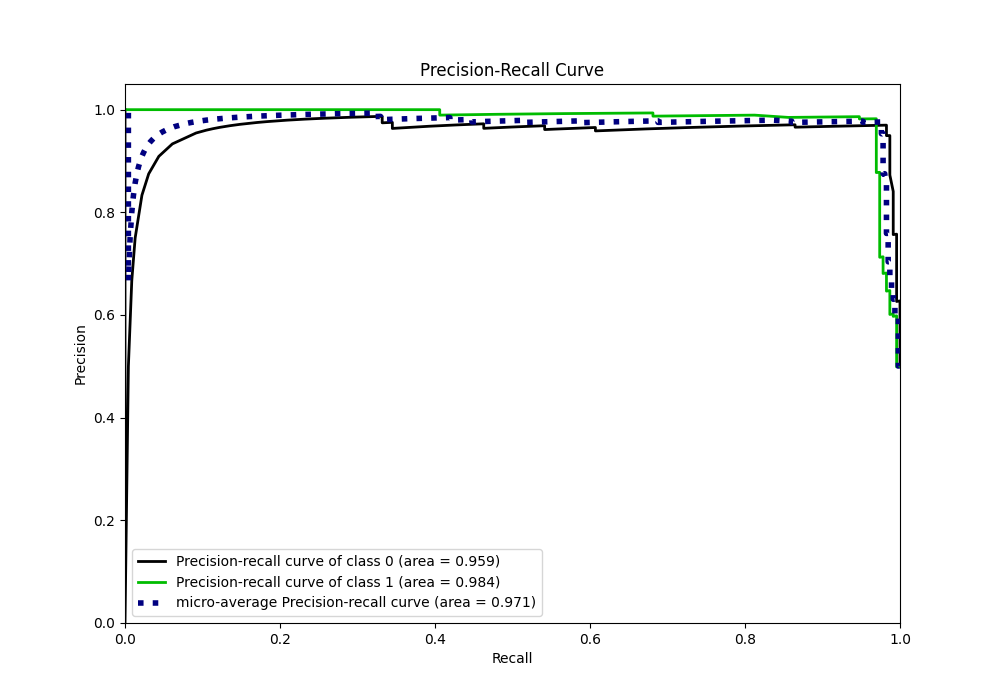 Precision-Recall Curve
1.0
0.8
0.6
0.4
0.2
0.0
Precision
Precision-recall curve of class 0 (area = 0.959)
Precision-recall curve of class 1 (area = 0.984)
micro-average Precision-recall curve (area = 0.971)
0.0 0.2 0.4 0.6 0.8 1.0
Recall